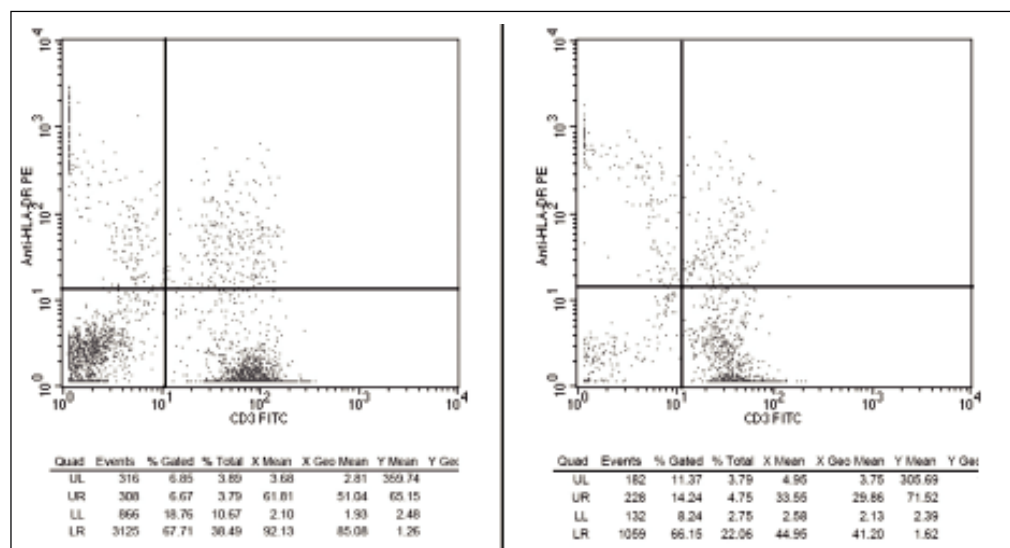 10^4
10^3
10^2
10^1
10^0
Anti-HLA-DR PE
10^0 10^1 10^2 10^3 10^4
CD3 FITC
Quad Events % Gated % Total X Mean X Geo Mean Y Mean Y Geo
UL 316 6.85 3.89 3.68 2.81 359.74
UR 308 6.67 3.79 61.81 51.04 65.15
LL 866 18.76 10.67 2.10 1.93 2.48
LR 3125 67.71 38.49 92.13 85.08 1.26
10^4
10^3
10^2
10^1
10^0
Anti-HLA-DR PE
10^0 10^1 10^2 10^3 10^4
CD3 FITC
Quad Events % Gated % Total X Mean X Geo Mean Y Mean Y Geo
UL 182 11.37 3.79 4.95 3.75 305.69
UR 228 14.24 4.75 33.55 29.86 71.52
LL 132 8.24 2.75 2.58 2.13 2.39
LR 1059 66.15 22.06 44.95 41.20 1.62